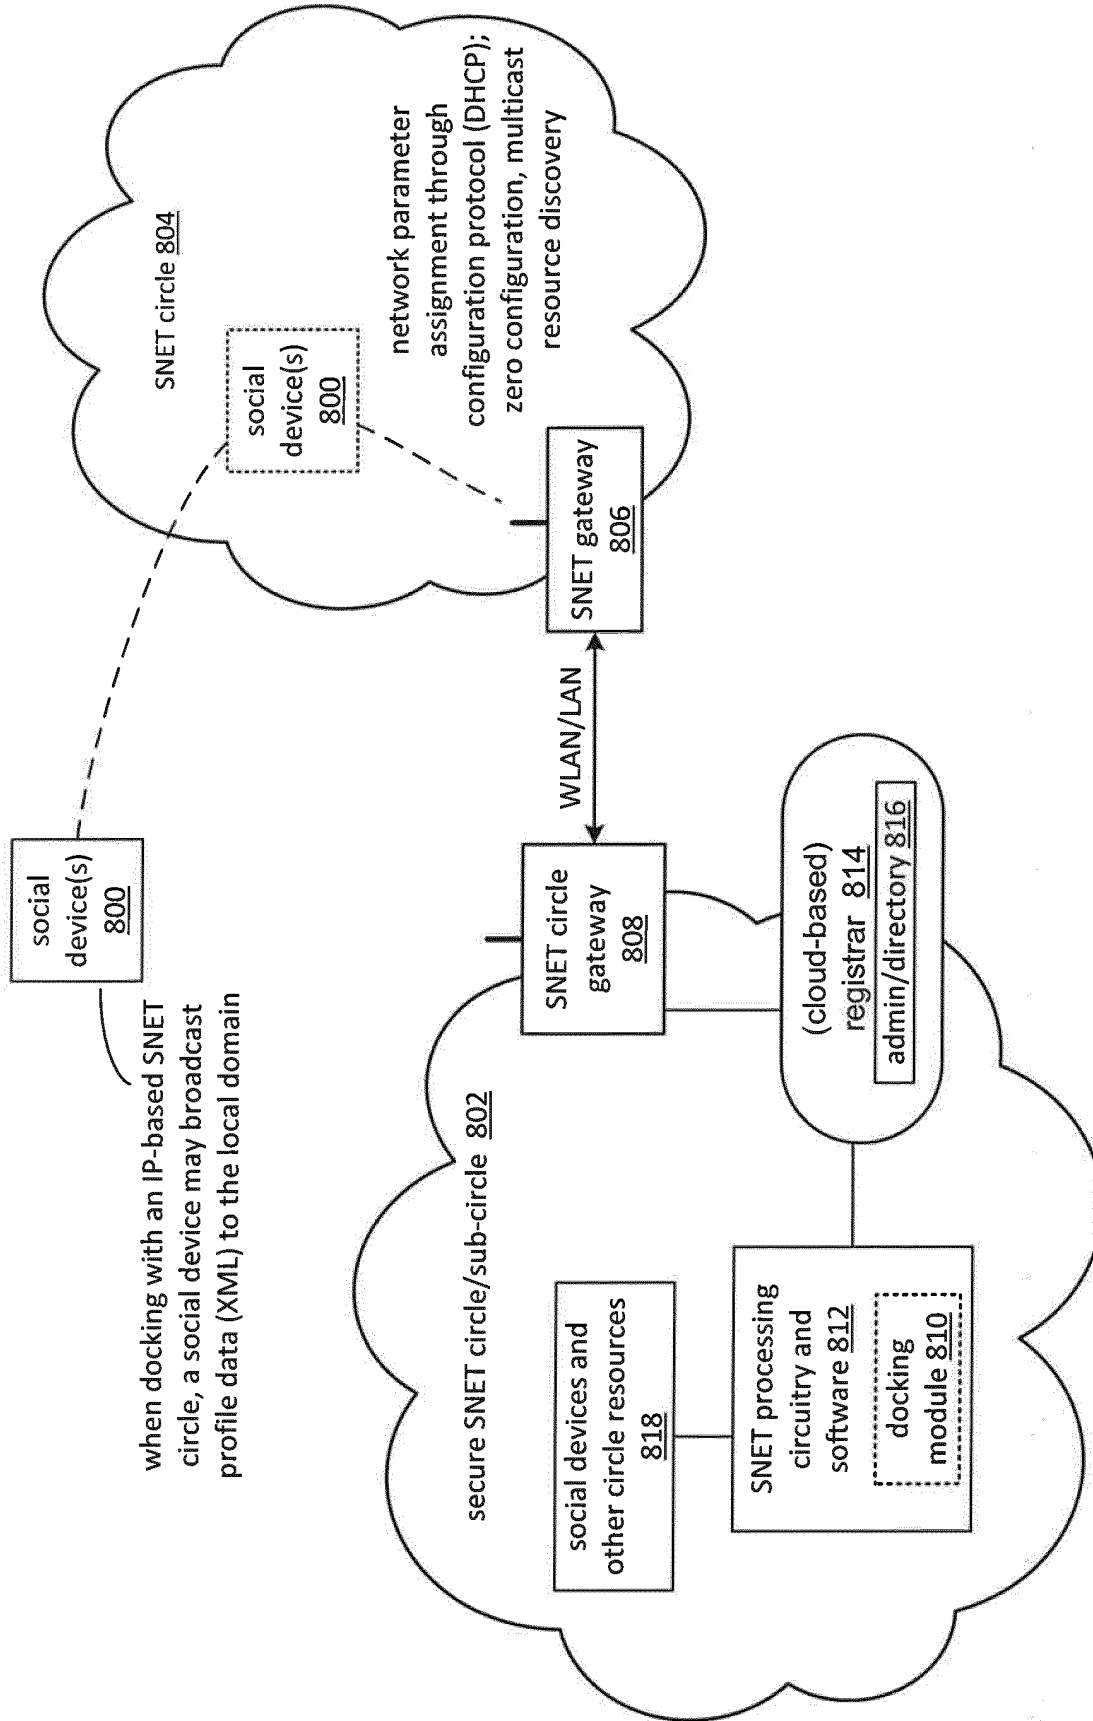 social
device(s)
800
when docking with an IP-based SNET
circle, a social device may broadcast
profile data (XML) to the local domain
SNET circle 804
social
device(s)
800
network parameter
assignment through
configuration protocol (DHCP);
zero configuration, multicast
resource discovery
SNET gateway
806
WLAN/LAN
SNET circle
gateway
808
secure SNET circle/sub-circle 802
(cloud-based)
registrar 814
admin/directory 816
social devices and
other circle resources
818
SNET processing
circuitry and
software 812
docking
module 810